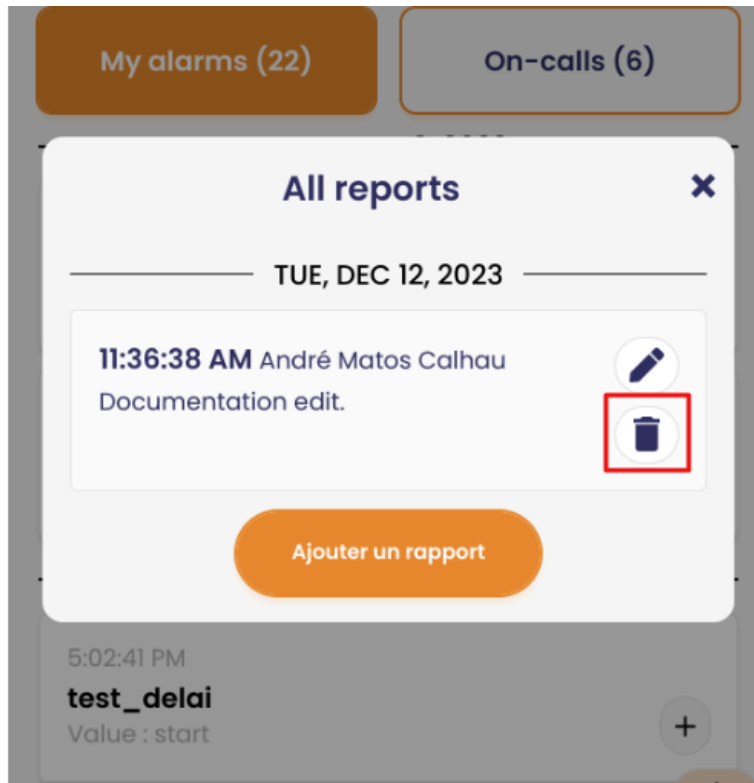 My alarms (22)
On-calls (6)
All reports
TUE, DEC 12, 2023
11:36:38 AM André Matos Calhau
Documentation edit.
Ajouter un rapport
5:02:41 PM
test_delai
Value : start